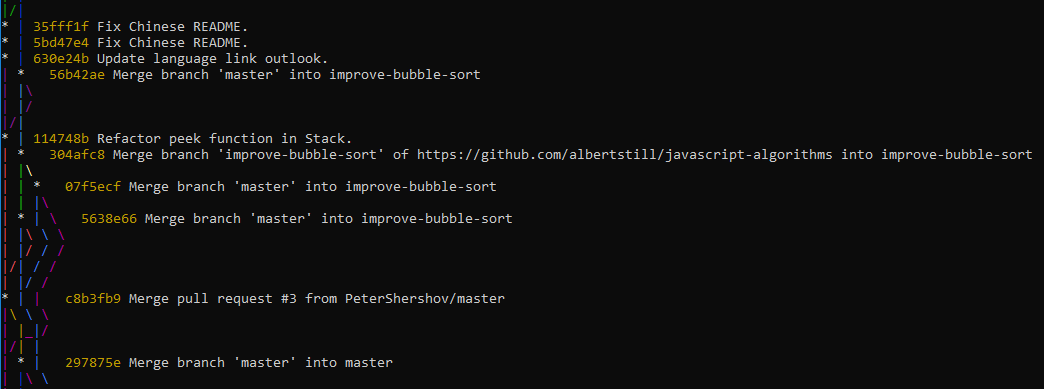 * | 35fff1f Fix Chinese README.
* | 5bd47e4 Fix Chinese README.
* | 630e24b Update language link outlook.
| * 56b42ae Merge branch 'master' into improve-bubble-sort
* | 114748b Refactor peek function in Stack.
| * 304afc8 Merge branch 'improve-bubble-sort' of https://github.com/albertstill/javascript-algorithms into improve-bubble-sort
| | * 07f5ecf Merge branch 'master' into improve-bubble-sort
| * | \ 5638e66 Merge branch 'master' into improve-bubble-sort
* | | c8b3fb9 Merge pull request #3 from PeterShershov/master
| * | 297875e Merge branch 'master' into master